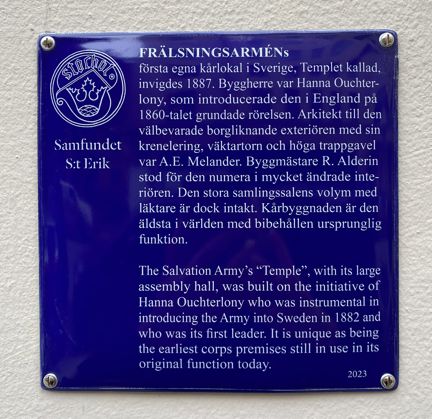 Stochol
Samfundet
S:t Erik
FRÄLSNINGSARMÉNs
första egna kårlokal i Sverige, Templet kallad,
invigdes 1887. Byggherre var Hanna Ouchter-
lony, som introducerade den i England på
1860-talet grundade rörelsen. Arkitekt till den
välbevarade borgliknande exteriören med sin
krenelering, väktartorn och höga trappgavel
var A.E. Melander. Byggmästare R. Alderin
stod för den numera i mycket ändrade inte-
riören. Den stora samlingssalens volym med
läktare är dock intakt. Kårbyggnaden är den
äldsta i världen med bibehållen ursprunglig
funktion.
The Salvation Army's “Temple”, with its large
assembly hall, was built on the initiative of
Hanna Ouchterlony who was instrumental in
introducing the Army into Sweden in 1882 and
who was its first leader. It is unique as being
the earliest corps premises still in use in its
original function today.
2023